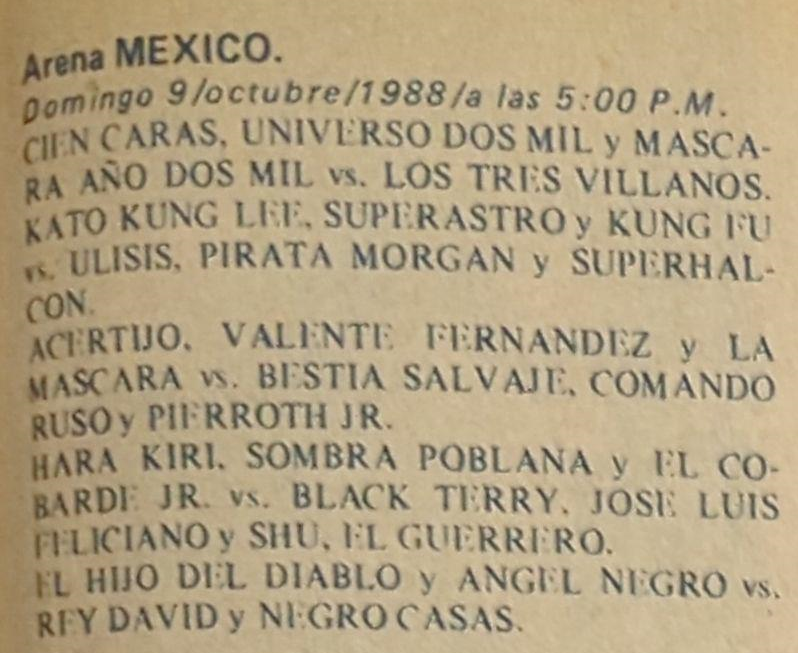 Arena MEXICO.
Domingo 9/octubre/1988/a las 5:00 P.M.
CIEN CARAS, UNIVERSO DOS MIL y MASCA-
RA AÑO DOS MIL vs. LOS TRES VILLANOS.
KATO KUNG LEE, SUPERASTRO y KUNG FU
vs. ULISIS, PIRATA MORGAN y SUPERHAL-
CON.
ACERTIJO, VALENTE FERNANDEZ y LA
MASCARA vs. BESTIA SALVAJE, COMANDO
RUSO y PIERROTH JR.
HARA KIRI, SOMBRA POBLANA y EL CO-
BARDE JR. vs. BLACK TERRY, JOSE LUIS
FELICIANO y SHU, EL GUERRERO.
EL HIJO DEL DIABLO y ANGEL NEGRO vs.
REY DAVID y NEGRO CASAS.